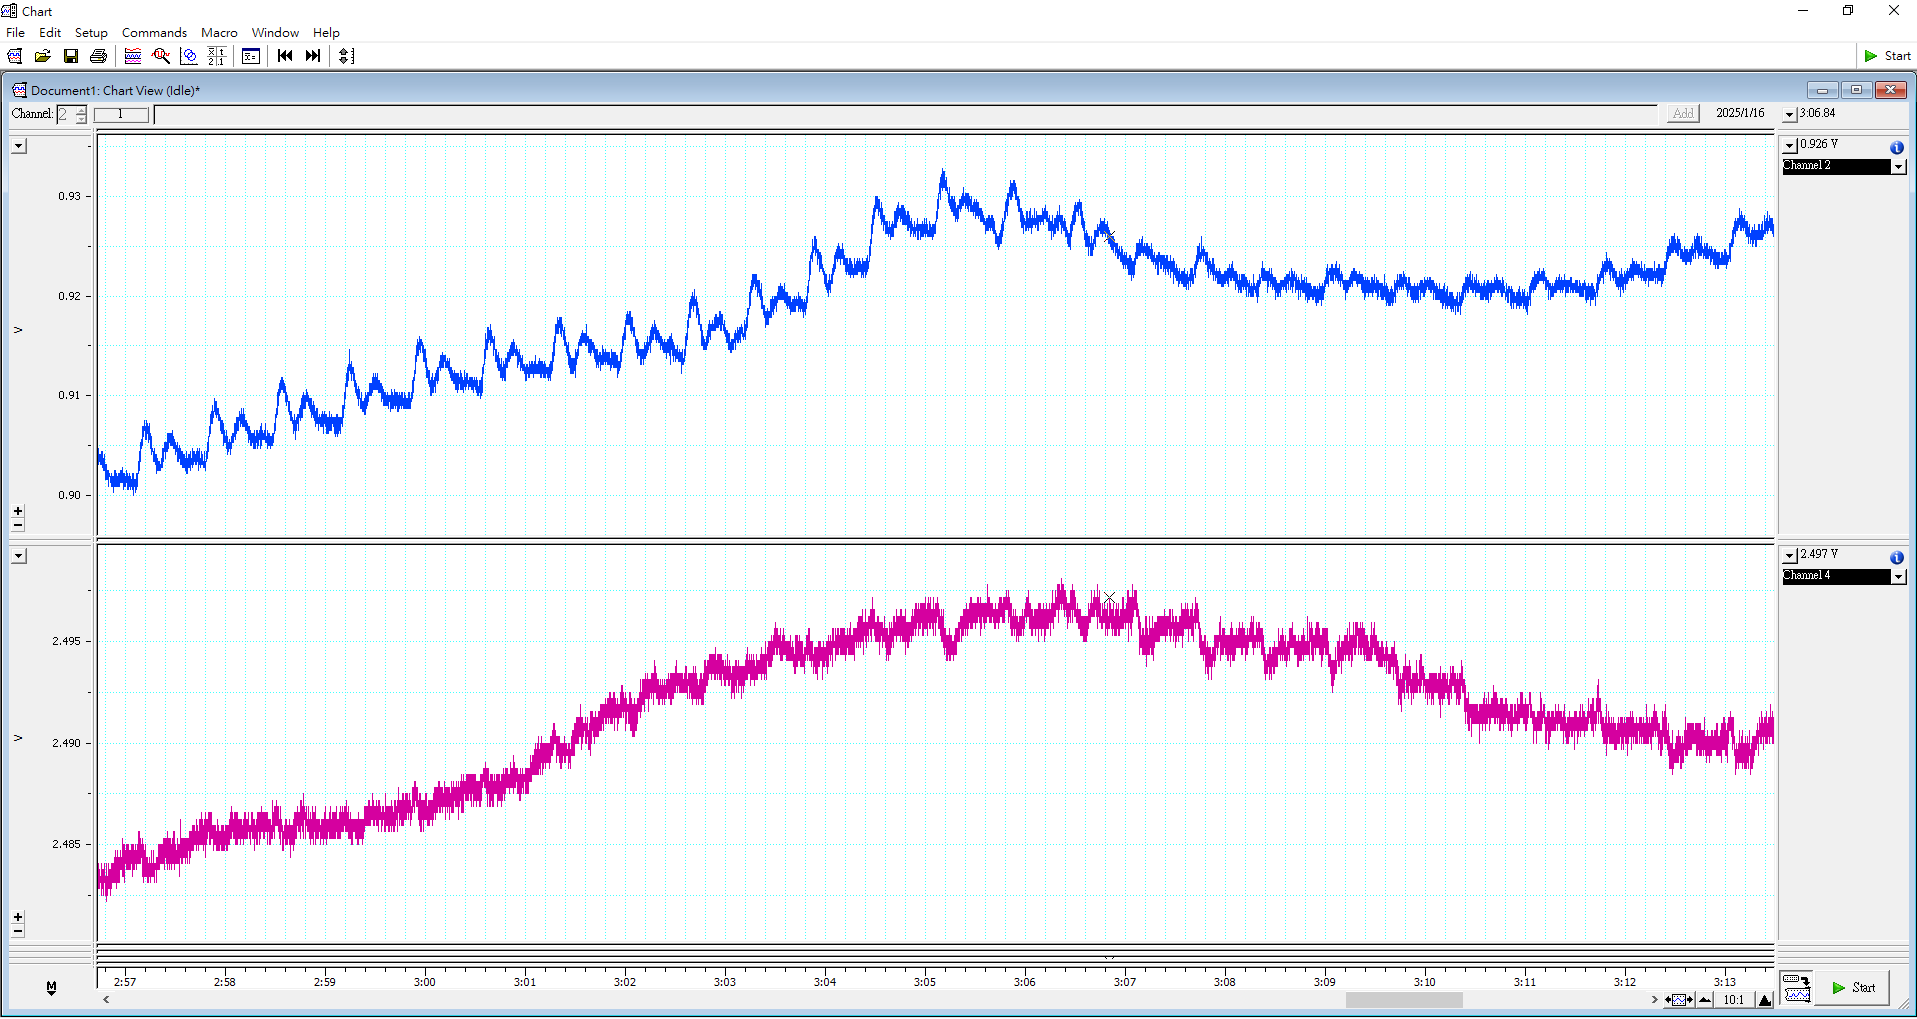 Chart
File Edit Setup Commands Macro Window Help
Start
Document1: Chart View (Idle)*
Channel: 2 1 Add 2025/1/16 3:06.84
0.926 V
Channel 2
0.93
0.92
V
0.91
0.90
2.497 V
Channel 4
2.495
V
2.490
2.485
M
2:57 2:58 2:59 3:00 3:01 3:02 3:03 3:04 3:05 3:06 3:07 3:08 3:09 3:10 3:11 3:12 3:13
10:1 Start